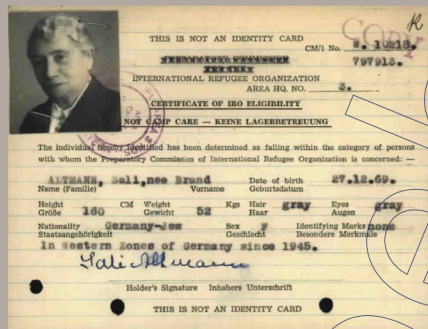 R
THIS IS NOT AN IDENTITY CARD
COPY
CM/i No. W. 10218.
797913.
INTERNATIONAL REFUGEE ORGANIZATION
AREA HQ. NO. 3.
CERTIFICATE OF IRO ELIGIBILITY
NOT CAMP CARE — KEINE LAGERBETREUUNG
The individual hereby identified has been determined as falling within the category of persons
with whom the Preparatory Commission of International Refugee Organization is concerned: —
ALTMANN, Sali, nee Brand Date of birth 27.12.69.
Name (Familie) Vorname Geburtsdatum
Height CM Weight Kgs Hair gray Eyes gray
Größe 160 Gewicht 52 Haar Augen
Nationality Germany-Jew Sex F Identifying Marks none
Staatsangehörigkeit Geschlecht Besondere Merkmale
in Western Zones of Germany since 1945.
Sali Altmann
Holder's Signature Inhabers Unterschrift
THIS IS NOT AN IDENTITY CARD